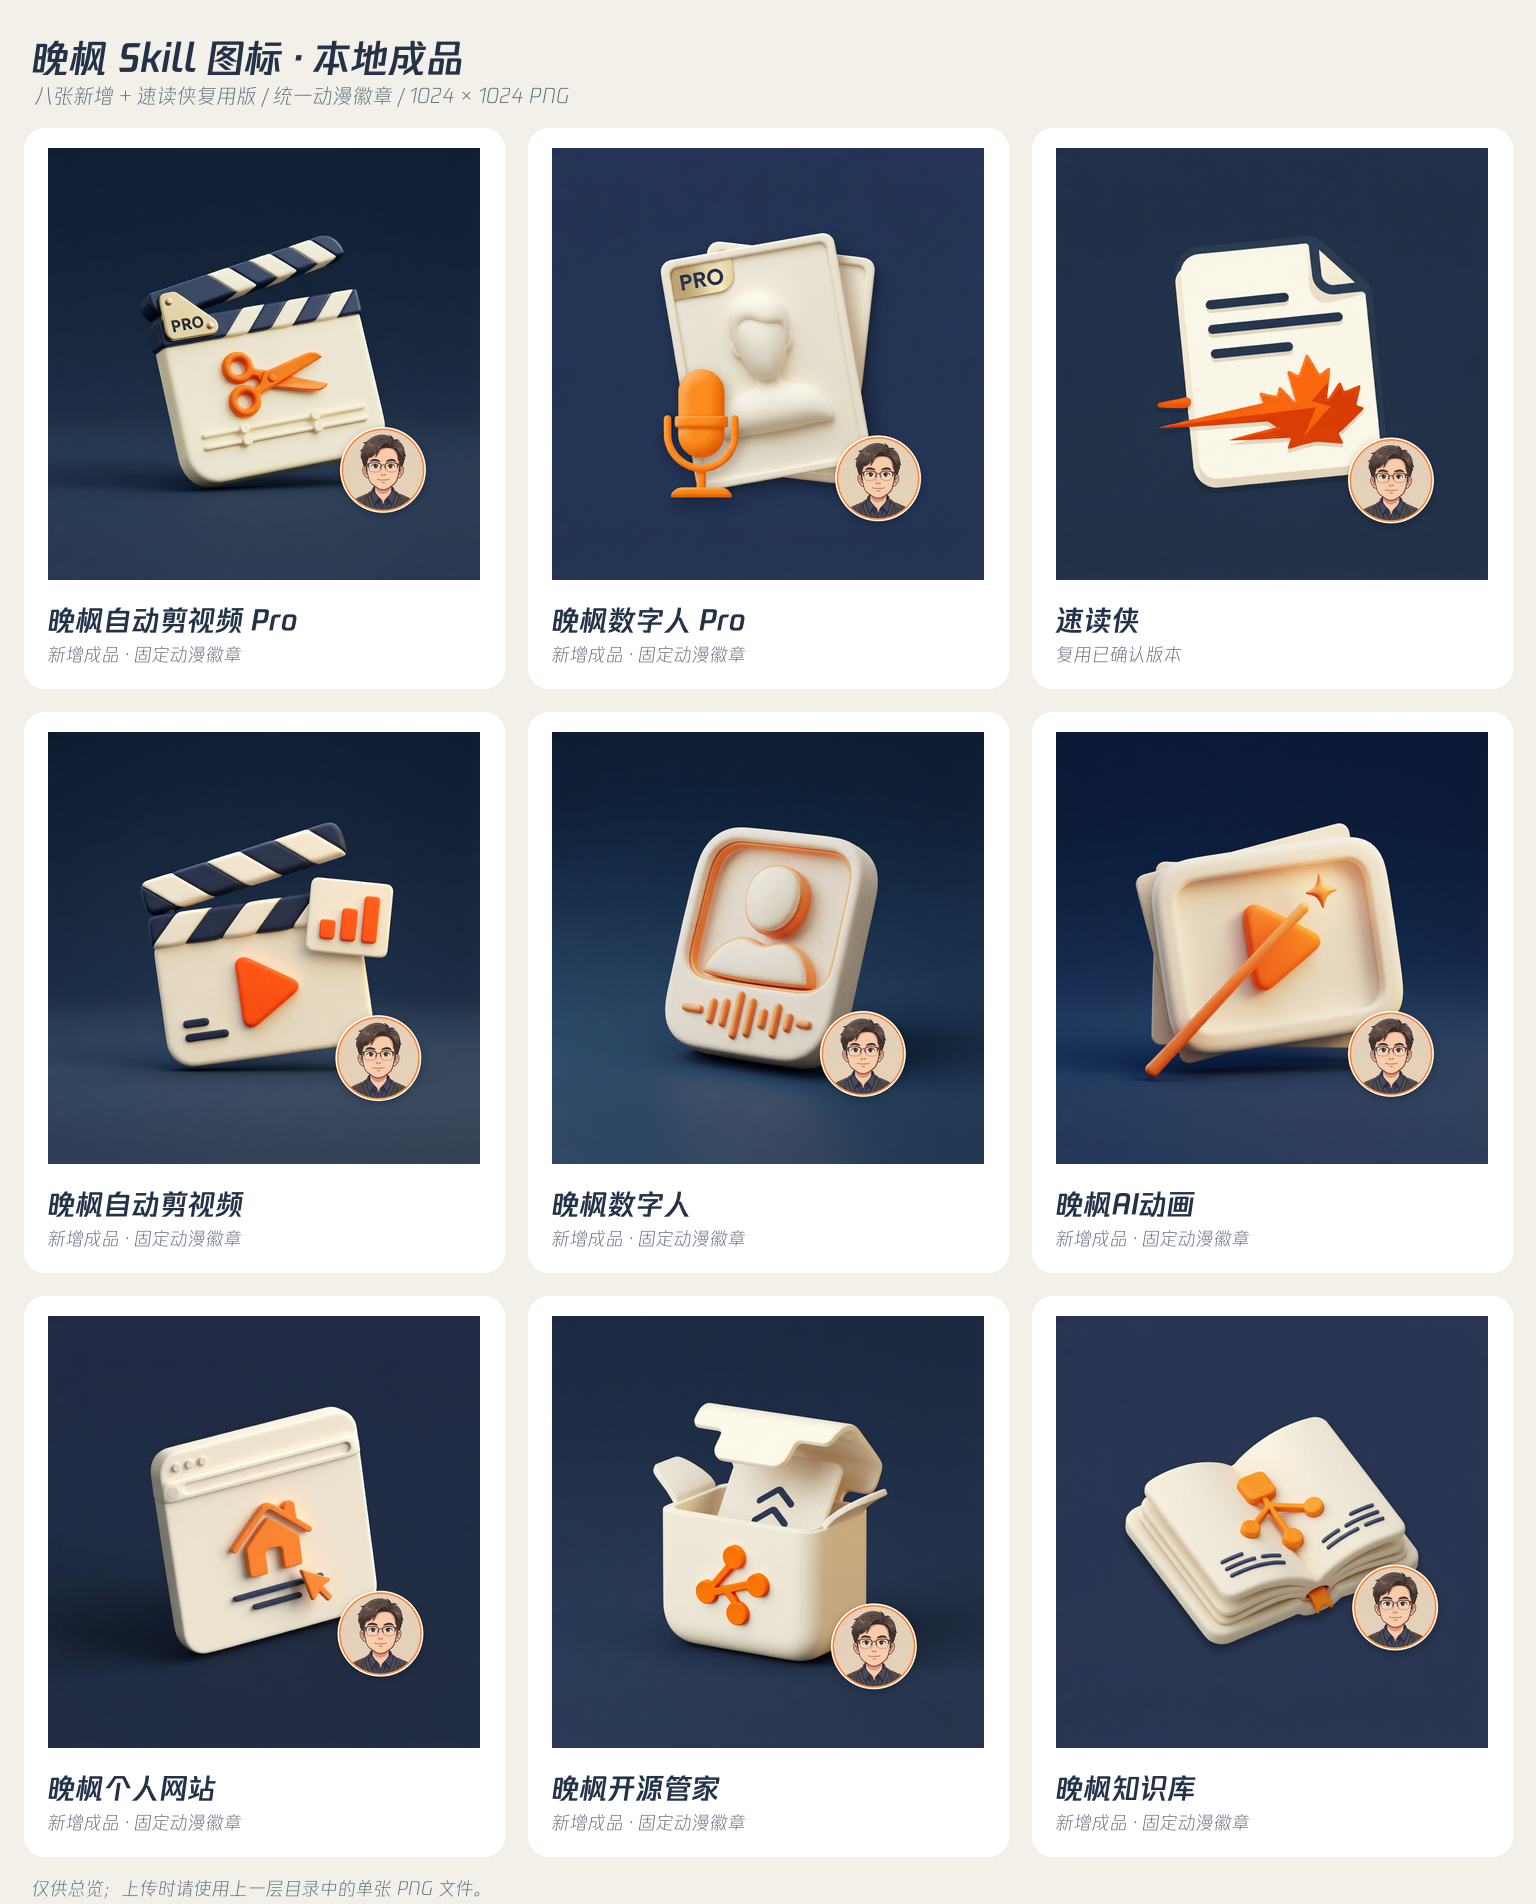 晚枫 Skill 图标 · 本地成品
八张新增 + 速读侠复用版 / 统一动漫徽章 / 1024 × 1024 PNG
PRO
PRO
晚枫自动剪视频 Pro
新增成品 · 固定动漫徽章
晚枫数字人 Pro
新增成品 · 固定动漫徽章
速读侠
复用已确认版本
晚枫自动剪视频
新增成品 · 固定动漫徽章
晚枫数字人
新增成品 · 固定动漫徽章
晚枫AI动画
新增成品 · 固定动漫徽章
晚枫个人网站
新增成品 · 固定动漫徽章
晚枫开源管家
新增成品 · 固定动漫徽章
晚枫知识库
新增成品 · 固定动漫徽章
仅供总览；上传时请使用上一层目录中的单张 PNG 文件。